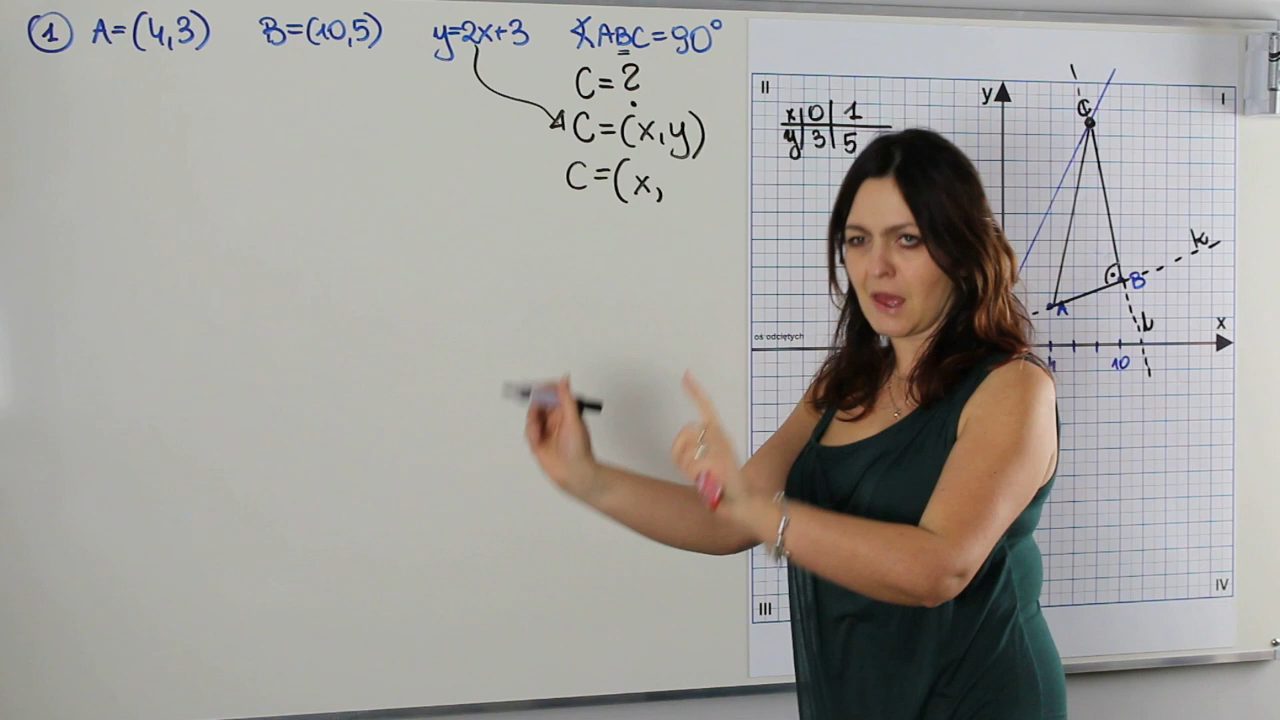 ① A=(4,3) B=(10,5) y=2x+3 ∢ABC=90°
C=?
C=(x,y)
C=(x,
II
x|0|1
y|3|5
y
I
C
k
B
A
l
oś odciętych
x
4
10
III
IV